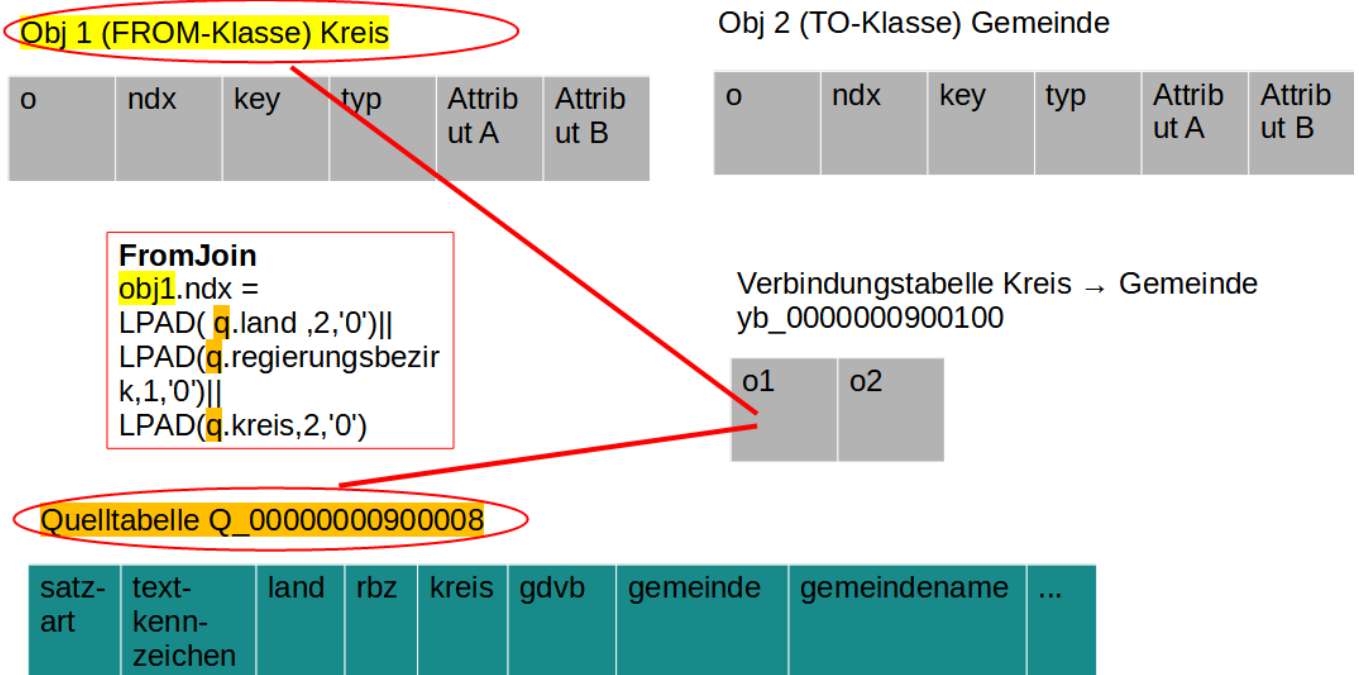 Obj 1 (FROM-Klasse) Kreis
Obj 2 (TO-Klasse) Gemeinde
o ndx key typ Attrib Attrib
ut A ut B
o ndx key typ Attrib Attrib
ut A ut B
FromJoin
obj1.ndx =
LPAD( q.land ,2,'0')||
LPAD(q.regierungsbezir
k,1,'0')||
LPAD(q.kreis,2,'0')
Verbindungstabelle Kreis → Gemeinde
yb_0000000900100
o1 o2
Quelltabelle Q_00000000900008
satz- text- land rbz kreis gdvb gemeinde gemeindename ...
art kenn-
zeichen